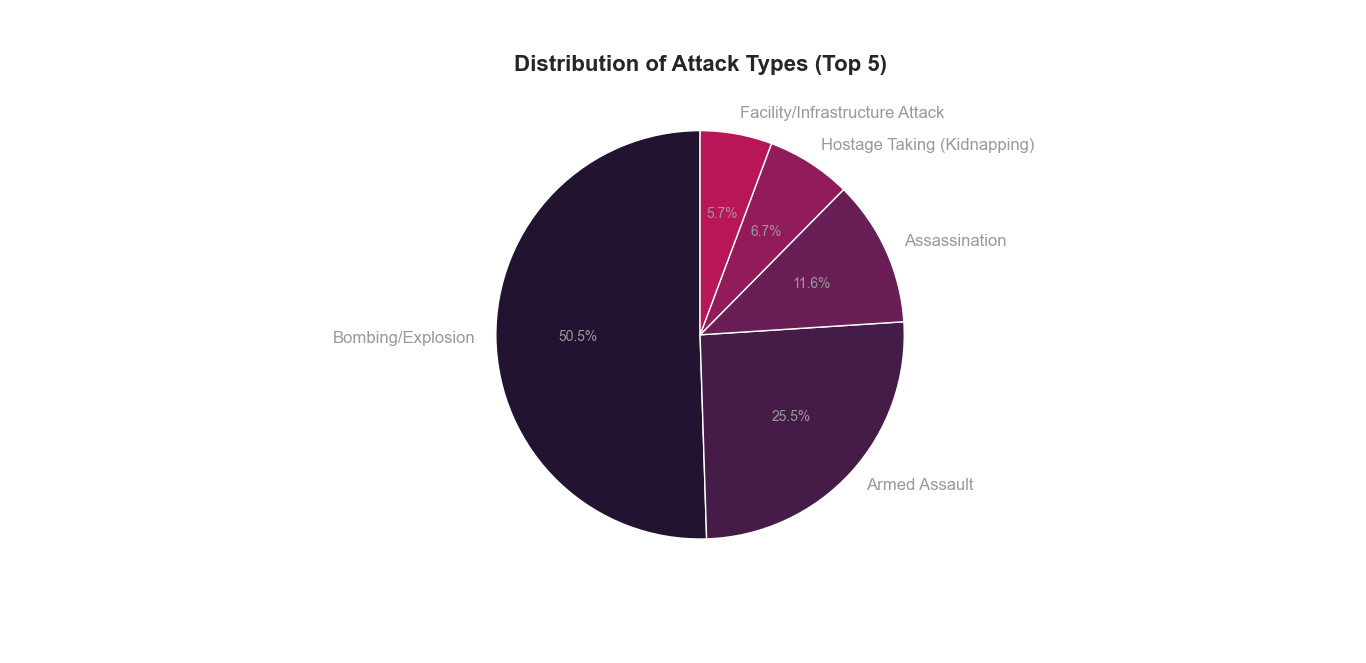 Distribution of Attack Types (Top 5)
Facility/Infrastructure Attack
Hostage Taking (Kidnapping)
5.7%
6.7%
Assassination
11.6%
Bombing/Explosion
50.5%
25.5%
Armed Assault